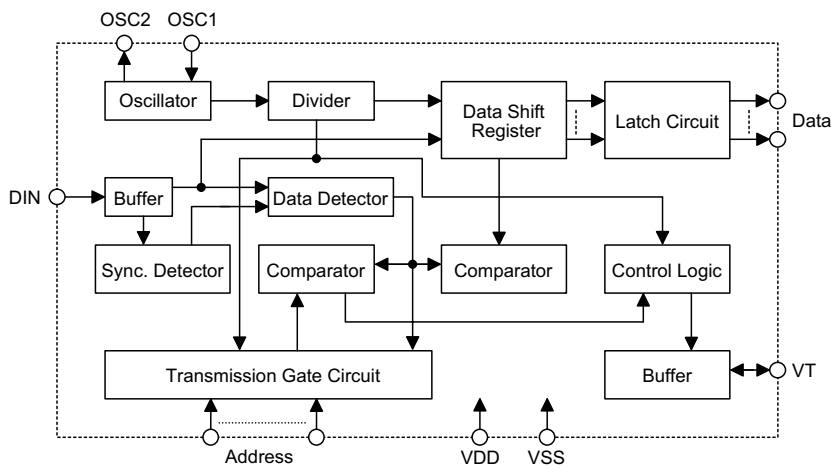 OSC2 OSC1
Oscillator
Divider
Data Shift
Register
Latch Circuit
Data
DIN
Buffer
Data Detector
Sync. Detector
Comparator
Comparator
Control Logic
Transmission Gate Circuit
Buffer
VT
Address
VDD
VSS